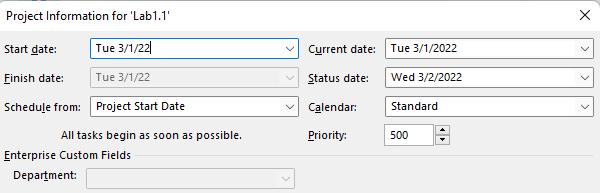 Project Information for 'Lab1.1'
Start date: Tue 3/1/22 Current date: Tue 3/1/2022
Finish date: Tue 3/1/22 Status date: Wed 3/2/2022
Schedule from: Project Start Date Calendar: Standard
All tasks begin as soon as possible. Priority: 500
Enterprise Custom Fields
Department: